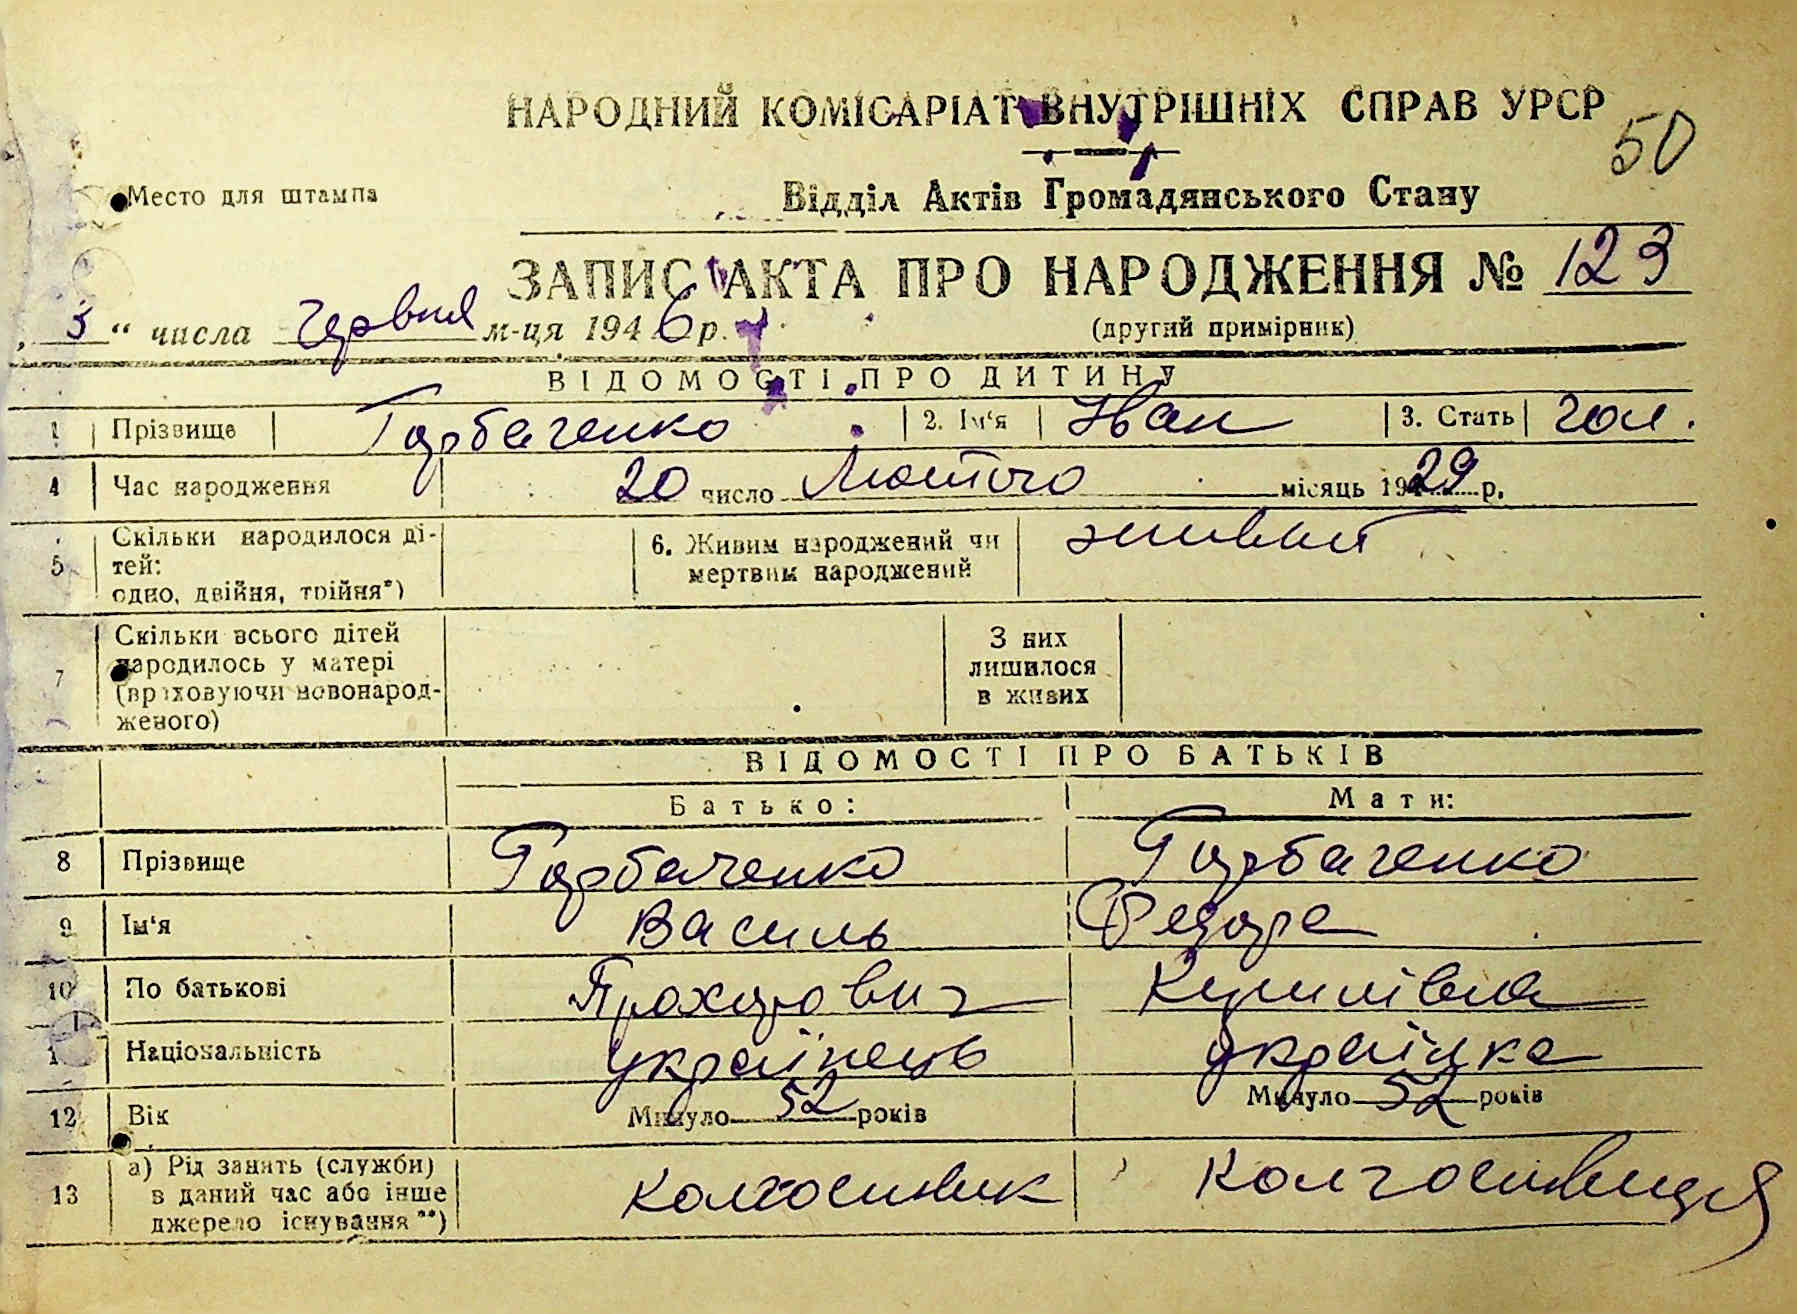 НАРОДНИЙ КОМІСАРІАТ ВНУТРІШНІХ СПРАВ УРСР
50
Место для штампа
Відділ Актів Громадянського Стану
ЗАПИС АКТА ПРО НАРОДЖЕННЯ № 123
„ 5 “ числа червня м-ця 1946 р.
(другий примірник)
ВІДОМОСТІ ПРО ДИТИНУ
1 Прізвище Горбаченко 2. Ім‘я Іван 3. Стать чол.
4 Час народження 20 число Лютого місяць 1929 р.
5 Скільки народилося ді-
тей:
одно, двійня, трійня*)
6. Живим народжений чи
мертвим народжений
живий
7 Скільки всього дітей
народилось у матері
(враховуючи новонарод-
женого)
З них
лишилося
в живих
ВІДОМОСТІ ПРО БАТЬКІВ
Батько: Мати:
8 Прізвище Горбаченко Горбаченко
9 Ім‘я Василь Федора
10 По батькові Прохорович
11 Національність українець українка
12 Вік Минуло 52 років Минуло 52 років
13 а) Рід занять (служби)
в даний час або інше
джерело існування**)
колхоспник колгоспниця